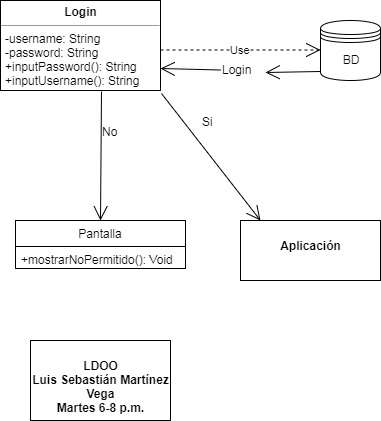 Login
-username: String
-password: String
+inputPassword(): String
+inputUsername(): String
Use
Login
BD
No
Si
Pantalla
+mostrarNoPermitido(): Void
Aplicación
LDOO
Luis Sebastián Martínez
Vega
Martes 6-8 p.m.